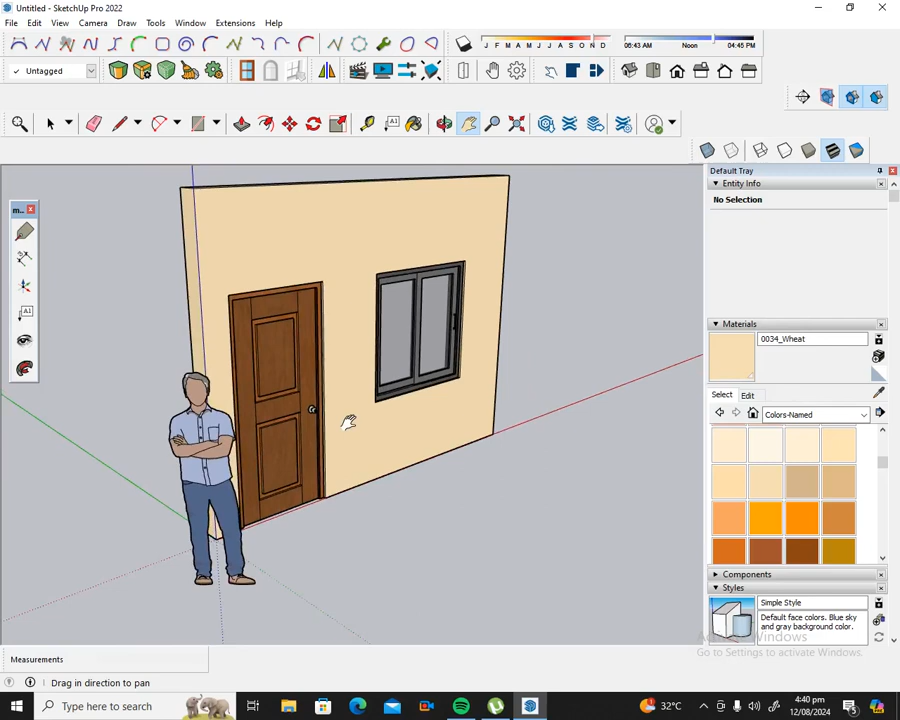 Untitled - SketchUp Pro 2022
File Edit View Camera Draw Tools Window Extensions Help
Untagged
J F M A M J J A S O N D
06:43 AM Noon 04:45 PM
A1
Default Tray
Entity Info
No Selection
m...
A1
Materials
0034_Wheat
Select Edit
Colors-Named
Components
Styles
Simple Style
Default face colors. Blue sky
and gray background color.
Activate Windows
Go to Settings to activate Windows.
Measurements
Drag in direction to pan
Type here to search
32°C
4:40 pm
12/08/2024
5